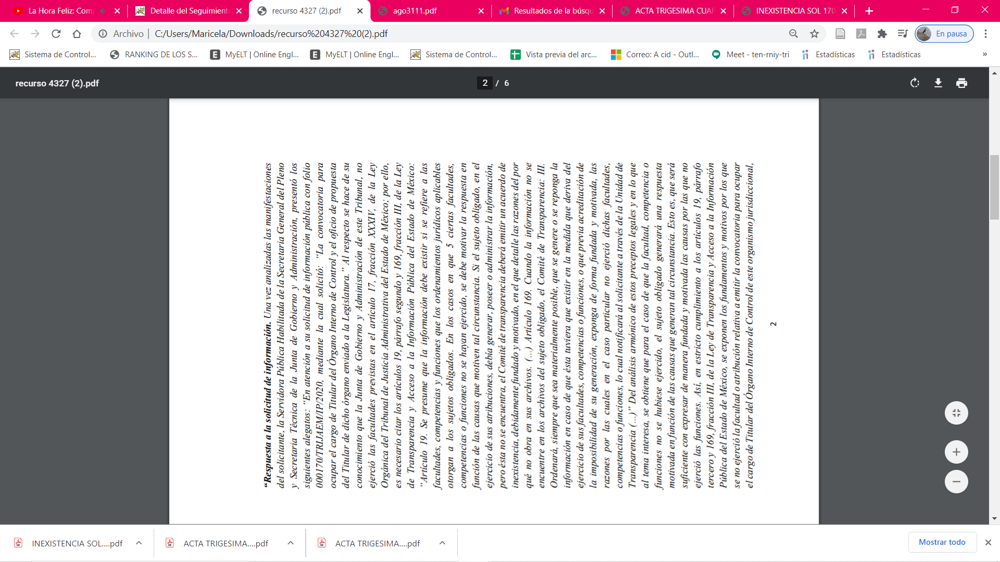 La Hora Feliz: Com
Detalle del Seguimient
recurso 4327 (2).pdf
ago3111.pdf
Resultados de la búsqu
ACTA TRIGESIMA CUAR
INEXISTENCIA SOL 170
Archivo
C:/Users/Maricela/Downloads/recurso%204327%20(2).pdf
En pausa
Sistema de Control...
RANKING DE LOS S...
MyELT | Online Engl...
MyELT | Online Engl...
Sistema de Control...
Vista previa del arc...
Correo: A cid - Outl...
Meet - ten-rniy-tri
Estadísticas
Estadísticas
»
recurso 4327 (2).pdf
2 / 6
“Respuesta a la solicitud de información. Una vez analizadas las manifestaciones
del solicitante, la Servidora Pública Habilitada de la Secretaria General del Pleno
y Secretaria Técnica de la Junta de Gobierno y Administración, presentó los
siguientes alegatos: “En atención a su solicitud de información pública con folio
000170/TRIJAEM/IP/2020, mediante la cual solicitó: “La convocatoria para
ocupar el cargo de Titular del Órgano Interno de Control y el oficio de propuesta
del Titular de dicho órgano enviado a la Legislatura.” Al respecto se hace de su
conocimiento que la Junta de Gobierno y Administración de este Tribunal, no
ejerció las facultades previstas en el artículo 17, fracción XXXIV, de la Ley
Orgánica del Tribunal de Justicia Administrativa del Estado de México; por ello,
es necesario citar los artículos 19, párrafo segundo y 169, fracción III, de la Ley
de Transparencia y Acceso a la Información Pública del Estado de México:
“Artículo 19. Se presume que la información debe existir si se refiere a las
facultades, competencias y funciones que los ordenamientos jurídicos aplicables
otorgan a los sujetos obligados. En los casos en que 5 ciertas facultades,
competencias o funciones no se hayan ejercido, se debe motivar la respuesta en
función de las causas que motiven tal circunstancia. Si el sujeto obligado, en el
ejercicio de sus atribuciones, debía generar, poseer o administrar la información,
pero ésta no se encuentra, el Comité de transparencia deberá emitir un acuerdo de
inexistencia, debidamente fundado y motivado, en el que detalle las razones del por
qué no obra en sus archivos. (...) Artículo 169. Cuando la información no se
encuentre en los archivos del sujeto obligado, el Comité de Transparencia: III.
Ordenará, siempre que sea materialmente posible, que se genere o se reponga la
información en caso de que ésta tuviera que existir en la medida que deriva del
ejercicio de sus facultades, competencias o funciones, o que previa acreditación de
la imposibilidad de su generación, exponga de forma fundada y motivada, las
razones por las cuales en el caso particular no ejerció dichas facultades,
competencias o funciones, lo cual notificará al solicitante a través de la Unidad de
Transparencia (...)” Del análisis armónico de estos preceptos legales y en lo que
al tema interesa, se obtiene que para el caso de que la facultad, competencia o
funciones no se hubiese ejercido, el sujeto obligado generará una respuesta
motivada en función de las causas que generan tal circunstancia. Esto es, que será
suficiente con expresar de manera fundada y motivada las causas por las que no
ejerció las funciones. Así, en estricto cumplimiento a los artículos 19, párrafo
tercero y 169, fracción III, de la Ley de Transparencia y Acceso a la Información
Pública del Estado de México, se exponen los fundamentos y motivos por los que
se no ejerció la facultad o atribución relativa a emitir la convocatoria para ocupar
el cargo de Titular del Órgano Interno de Control de este organismo jurisdiccional,
2
INEXISTENCIA SOL....pdf
ACTA TRIGESIMA....pdf
ACTA TRIGESIMA....pdf
Mostrar todo